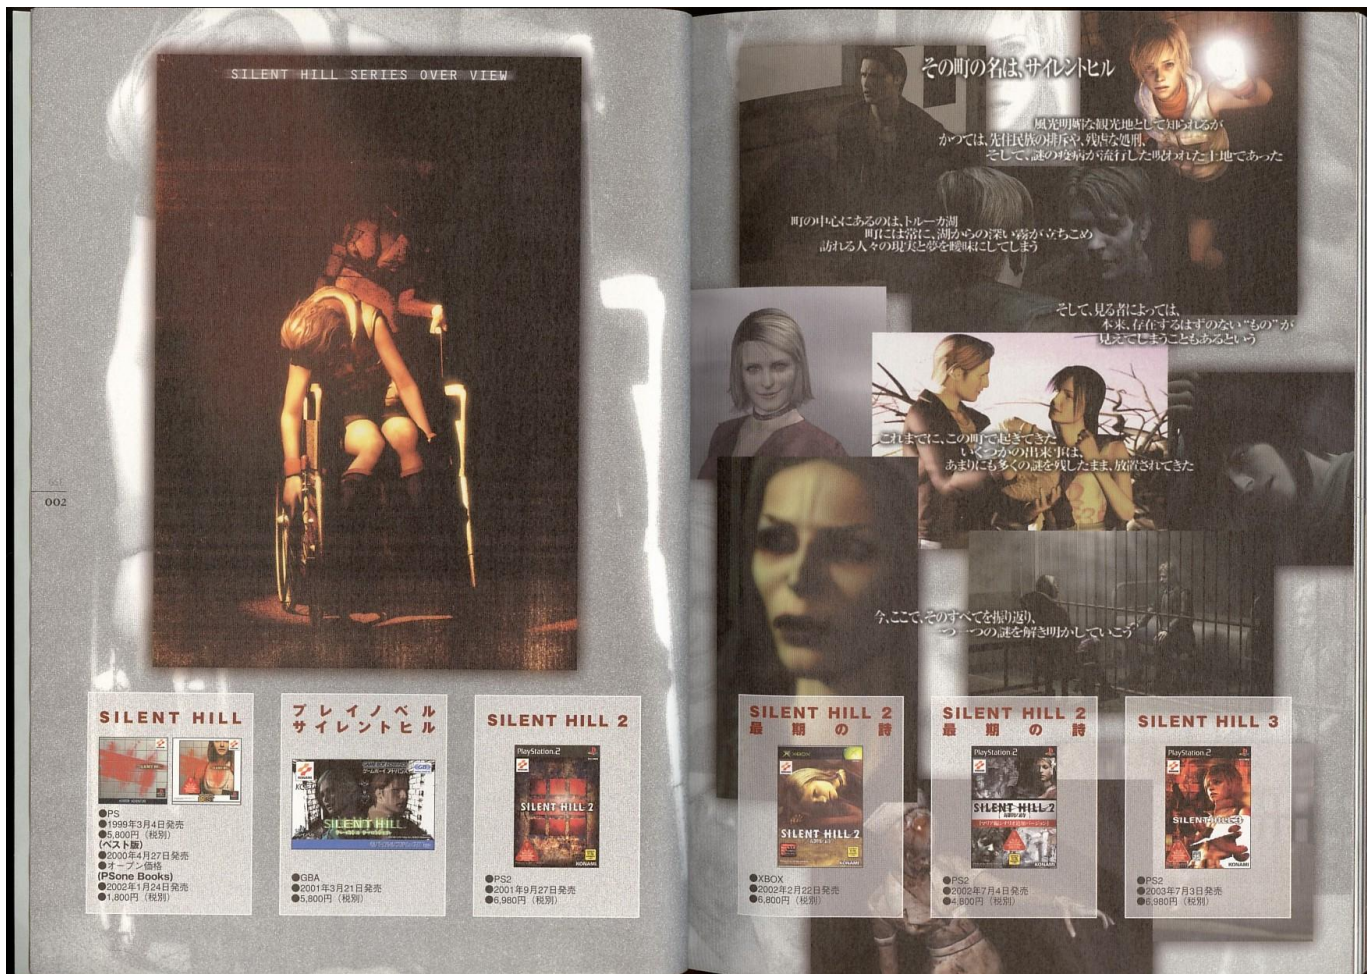 SILENT HILL SERIES OVER VIEW
002
その町の名は、サイレントヒル
風光明媚な観光地として知られるが
かつては、先住民族の排斥や、残虐な処刑、
そして、謎の疫病が流行した呪われた土地であった
町の中心にあるのは、トルーカ湖
町には常に、湖からの深い霧が立ちこめ
訪れる人々の現実と夢を曖昧にしてしまう
そして、見る者によっては、
本来、存在するはずのない“もの”が
見えてしまうこともあるという
これまでに、この町で起きてきた
いくつかの出来事は、
あまりにも多くの謎を残したまま、放置されてきた
今、ここで、そのすべてを振り返り、
一つ一つの謎を解き明かしていこう
SILENT HILL
●PS
●1999年3月4日発売
●5,800円（税別）
(ベスト版)
●2000年4月27日発売
●オープン価格
(PSone Books)
●2002年1月24日発売
●1,800円（税別）
プレイノベル
サイレントヒル
SILENT HILL
●GBA
●2001年3月21日発売
●5,800円（税別）
SILENT HILL 2
PlayStation 2
SILENT HILL 2
KONAMI
●PS2
●2001年9月27日発売
●6,980円（税別）
SILENT HILL 2
最期の詩
XBOX
SILENT HILL 2
KONAMI
●XBOX
●2002年2月22日発売
●6,800円（税別）
SILENT HILL 2
最期の詩
PlayStation 2
SILENT HILL 2
KONAMI
●PS2
●2002年7月4日発売
●4,800円（税別）
SILENT HILL 3
PlayStation 2
SILENT HILL 3
KONAMI
●PS2
●2003年7月3日発売
●6,980円（税別）